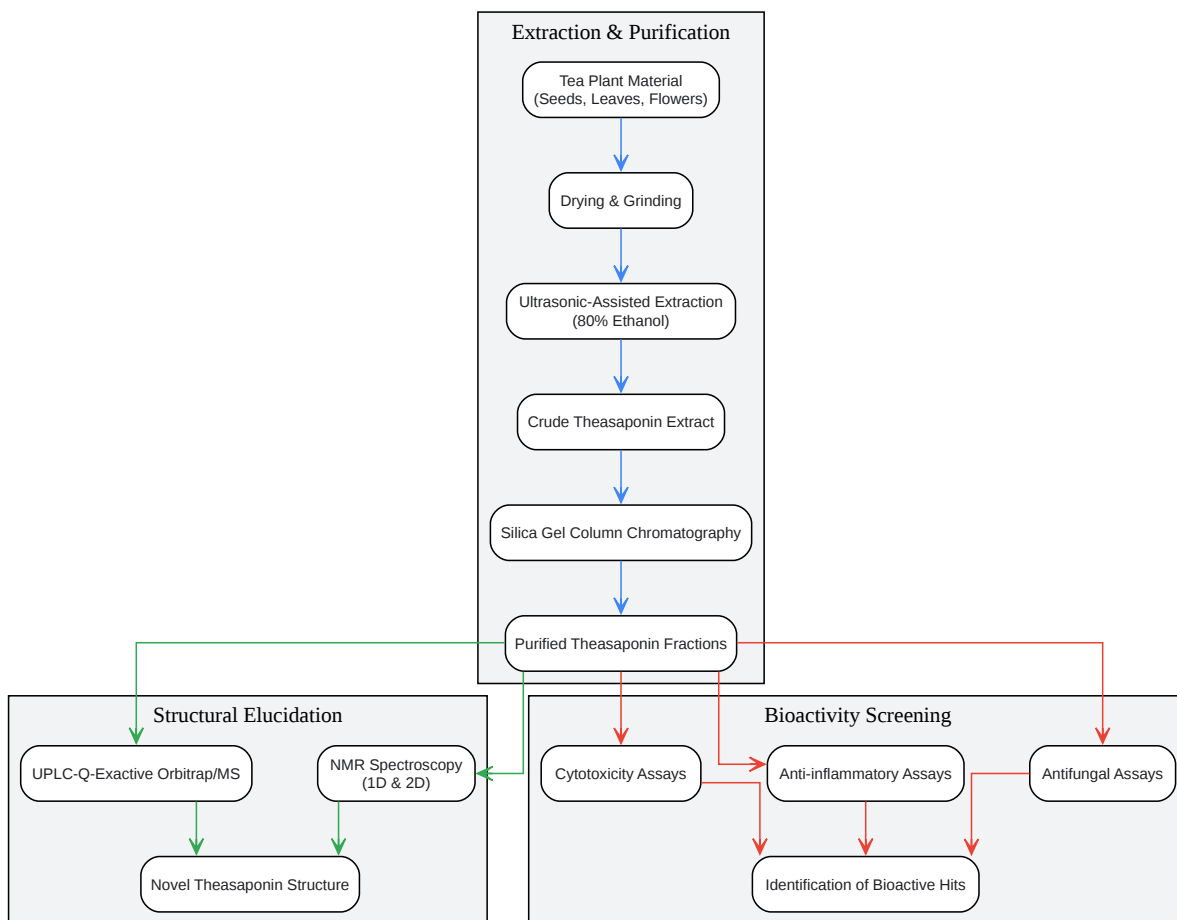 Extraction & Purification
Tea Plant Material
(Seeds, Leaves, Flowers)
Drying & Grinding
Ultrasonic-Assisted Extraction
(80% Ethanol)
Crude Theasaponin Extract
Silica Gel Column Chromatography
Purified Theasaponin Fractions
Structural Elucidation
UPLC-Q-Exactive Orbitrap/MS
NMR Spectroscopy
(1D & 2D)
Novel Theasaponin Structure
Bioactivity Screening
Cytotoxicity Assays
Anti-inflammatory Assays
Antifungal Assays
Identification of Bioactive Hits